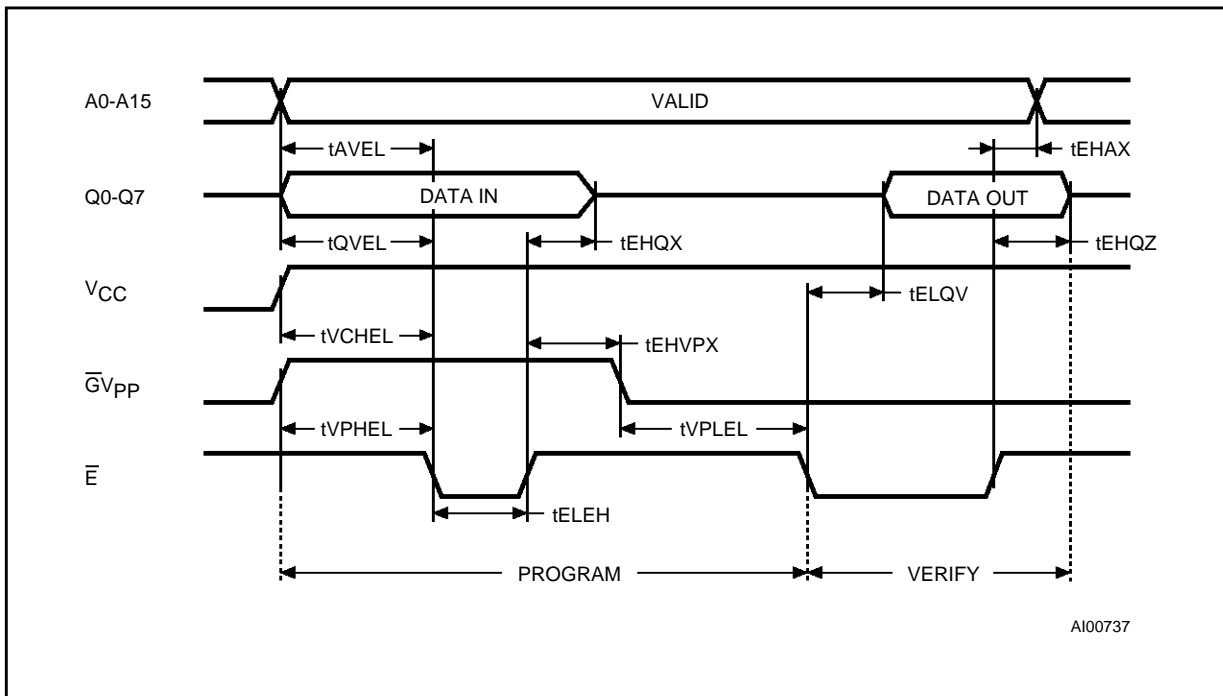 A0-A15
VALID
tAVEL
tEHAX
Q0-Q7
DATA IN
DATA OUT
tQVEL
tEHQX
tEHQZ
VCC
tELQV
tVCHEL
tEHVPX
G̅VPP
tVPHEL
tVPLEL
E̅
tELEH
PROGRAM
VERIFY
AI00737